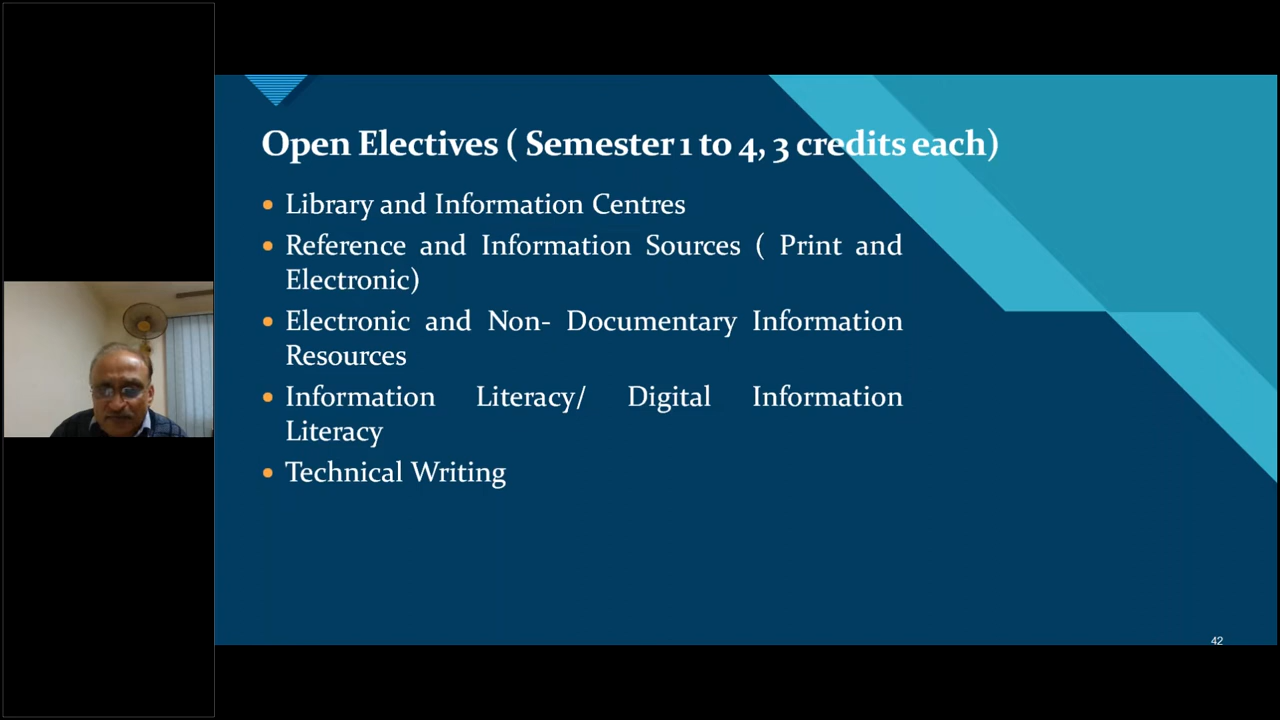 Open Electives ( Semester 1 to 4, 3 credits each)
Library and Information Centres
Reference and Information Sources ( Print and
Electronic)
Electronic and Non- Documentary Information
Resources
Information Literacy/ Digital Information
Literacy
Technical Writing
42